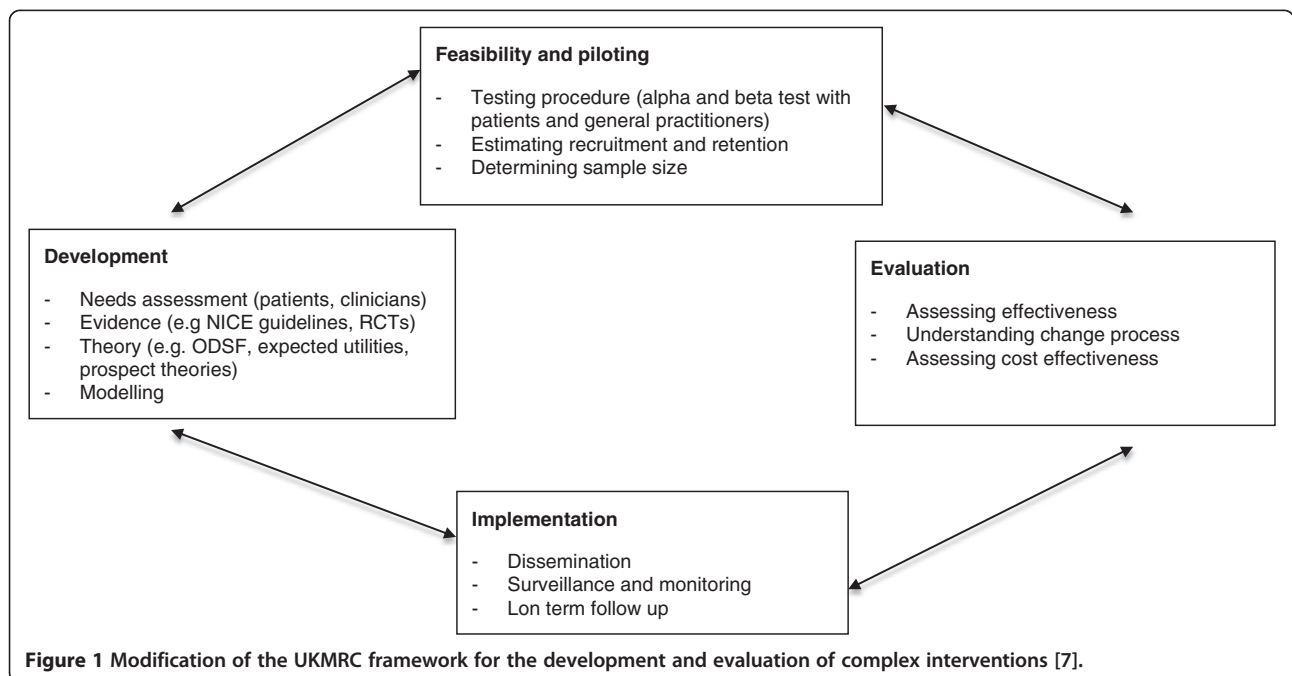 Feasibility and piloting
- Testing procedure (alpha and beta test with
patients and general practitioners)
- Estimating recruitment and retention
- Determining sample size
Development
- Needs assessment (patients, clinicians)
- Evidence (e.g NICE guidelines, RCTs)
- Theory (e.g. ODSF, expected utilities,
prospect theories)
- Modelling
Evaluation
- Assessing effectiveness
- Understanding change process
- Assessing cost effectiveness
Implementation
- Dissemination
- Surveillance and monitoring
- Lon term follow up
Figure 1 Modification of the UKMRC framework for the development and evaluation of complex interventions [7].